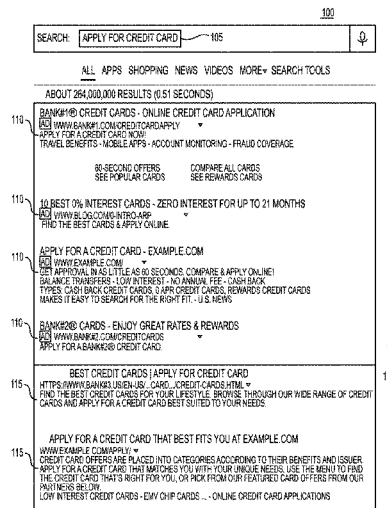 100
SEARCH: APPLY FOR CREDIT CARD 105
ALL APPS SHOPPING NEWS VIDEOS MORE▾ SEARCH TOOLS
ABOUT 264,000,000 RESULTS (0.51 SECONDS)
BANK#1® CREDIT CARDS - ONLINE CREDIT CARD APPLICATION
110 AD WWW.BANK#1.COM/CREDITCARDAPPLY ▾
APPLY FOR A CREDIT CARD NOW!
TRAVEL BENEFITS - MOBILE APPS - ACCOUNT MONITORING - FRAUD COVERAGE
60-SECOND OFFERS COMPARE ALL CARDS
SEE POPULAR CARDS SEE REWARDS CARDS
110 10 BEST 0% INTEREST CARDS - ZERO INTEREST FOR UP TO 21 MONTHS
AD WWW.BLOG.COM/0-INTRO-ARP ▾
FIND THE BEST CARDS & APPLY ONLINE.
APPLY FOR A CREDIT CARD - EXAMPLE.COM
110 AD WWW.EXAMPLE.COM/ ▾
GET APPROVAL IN AS LITTLE AS 60 SECONDS. COMPARE & APPLY ONLINE!
BALANCE TRANSFERS - LOW INTEREST - NO ANNUAL FEE - CASH BACK
TYPES: CASH BACK CREDIT CARDS, 0 APR CREDIT CARDS, REWARDS CREDIT CARDS
MAKES IT EASY TO SEARCH FOR THE RIGHT FIT. - U.S. NEWS
110 BANK#2® CARDS - ENJOY GREAT RATES & REWARDS
AD WWW.BANK#2.COM/CREDITCARDS ▾
APPLY FOR A BANK#2® CREDIT CARD.
BEST CREDIT CARDS | APPLY FOR CREDIT CARD
115 HTTPS://WWW.BANK#3.US/EN-US/...CARD.../CREDIT-CARDS.HTML ▾
FIND THE BEST CREDIT CARDS FOR YOUR LIFESTYLE. BROWSE THROUGH OUR WIDE RANGE OF CREDIT
CARDS AND APPLY FOR A CREDIT CARD BEST SUITED TO YOUR NEEDS.
APPLY FOR A CREDIT CARD THAT BEST FITS YOU AT EXAMPLE.COM
115 WWW.EXAMPLE.COM/APPLY/ ▾
CREDIT CARD OFFERS ARE PLACED INTO CATEGORIES ACCORDING TO THEIR BENEFITS AND ISSUER.
APPLY FOR A CREDIT CARD THAT MATCHES YOU WITH YOUR UNIQUE NEEDS. USE THE MENU TO FIND
THE CREDIT CARD THAT'S RIGHT FOR YOU, OR PICK FROM OUR FEATURED CARD OFFERS FROM OUR
PARTNERS BELOW.
LOW INTEREST CREDIT CARDS - EMV CHIP CARDS ... - ONLINE CREDIT CARD APPLICATIONS